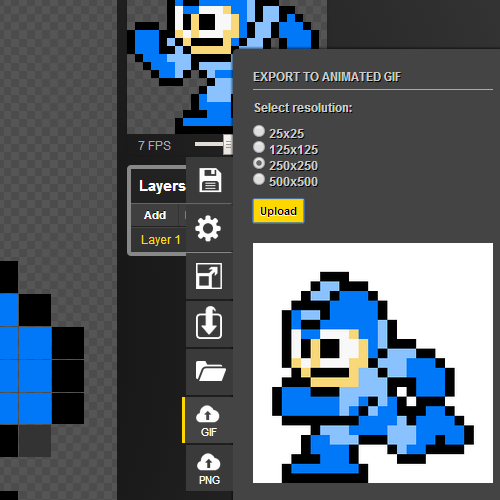 EXPORT TO ANIMATED GIF
Select resolution:
25x25
125x125
250x250
500x500
Upload
7 FPS
Layers
Add
Layer 1
GIF
PNG